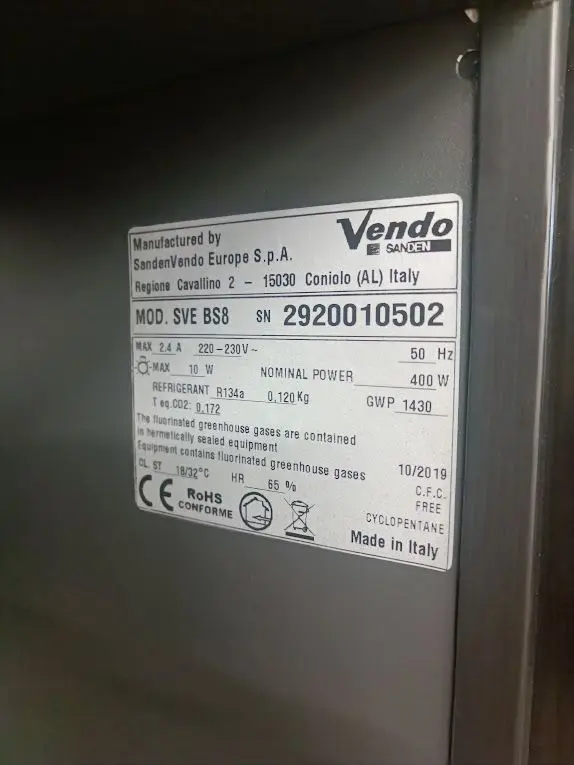 Manufactured by
SandenVendo Europe S.p.A.
Regione Cavallino 2 – 15030 Coniolo (AL) Italy
Vendo
SANDEN
MOD. SVE BS8 SN 2920010502
MAX 2.4 A 220-230V~ 50 Hz
MAX 10 W NOMINAL POWER 400 W
REFRIGERANT R134a 0.120 Kg GWP 1430
T eq.CO2: 0.172
The fluorinated greenhouse gases are contained
in hermetically sealed equipment
Equipment contains fluorinated greenhouse gases 10/2019
CL. ST 18/32°C HR 65 %
C.F.C.
FREE
CYCLOPENTANE
CE RoHS
CONFORME
Made in Italy